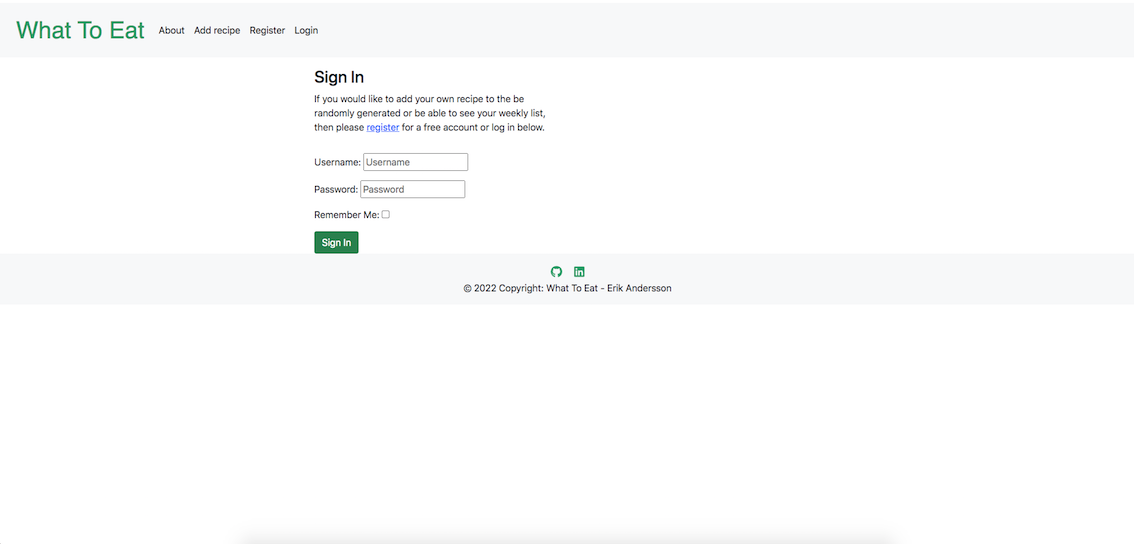 What To Eat About Add recipe Register Login
Sign In
If you would like to add your own recipe to the be
randomly generated or be able to see your weekly list,
then please register for a free account or log in below.
Username: Username
Password: Password
Remember Me:
Sign In
© 2022 Copyright: What To Eat - Erik Andersson